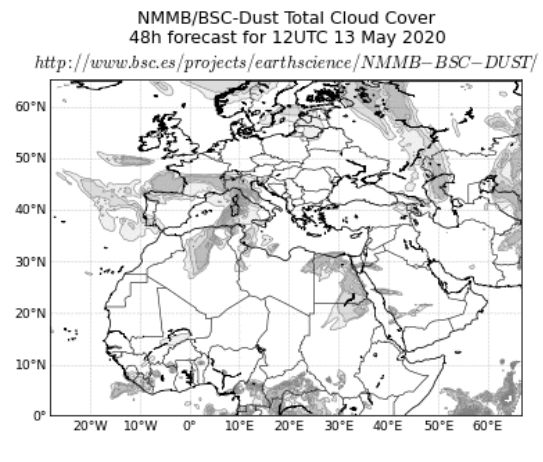 NMMB/BSC-Dust Total Cloud Cover
48h forecast for 12UTC 13 May 2020
http://www.bsc.es/projects/earthscience/NMMB−BSC−DUST/
60°N
50°N
40°N
30°N
20°N
10°N
0°
20°W 10°W 0° 10°E 20°E 30°E 40°E 50°E 60°E